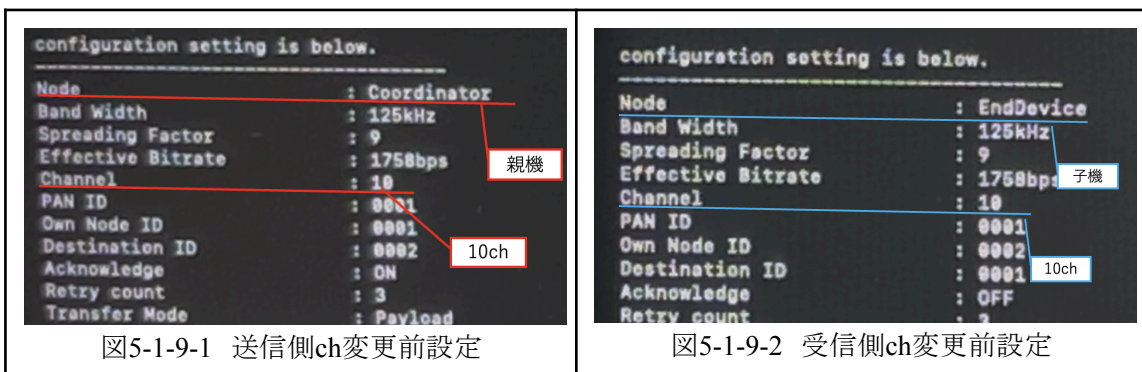 configuration setting is below.
Node : Coordinator
Band Width : 125kHz
Spreading Factor : 9
Effective Bitrate : 1758bps
Channel : 10
PAN ID : 0001
Own Node ID : 0001
Destination ID : 0002
Acknowledge : ON
Retry count : 3
Transfer Mode : Payload
親機
10ch
図5-1-9-1 送信側ch変更前設定
configuration setting is below.
Node : EndDevice
Band Width : 125kHz
Spreading Factor : 9
Effective Bitrate : 1758bps
Channel : 10
PAN ID : 0001
Own Node ID : 0002
Destination ID : 0001
Acknowledge : OFF
Retry count : 3
子機
10ch
図5-1-9-2 受信側ch変更前設定